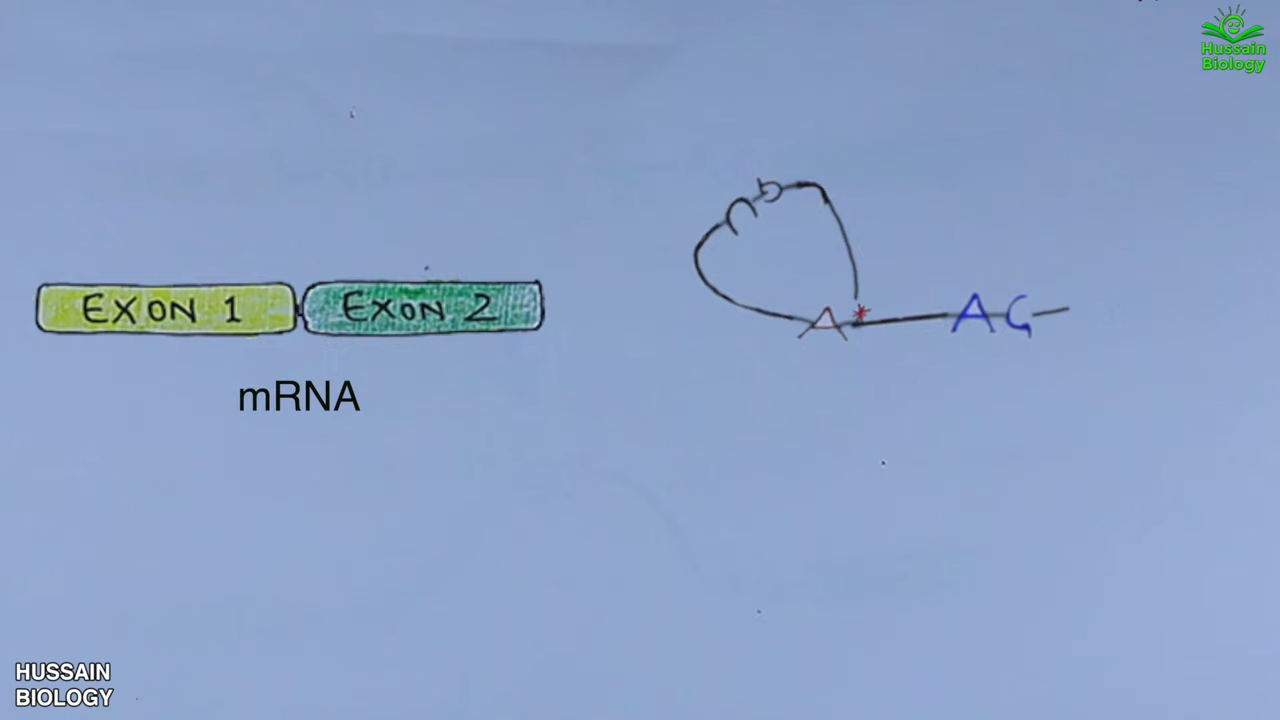 Hussain
Biology
EXON 1 EXON 2
A AG
mRNA
HUSSAIN
BIOLOGY